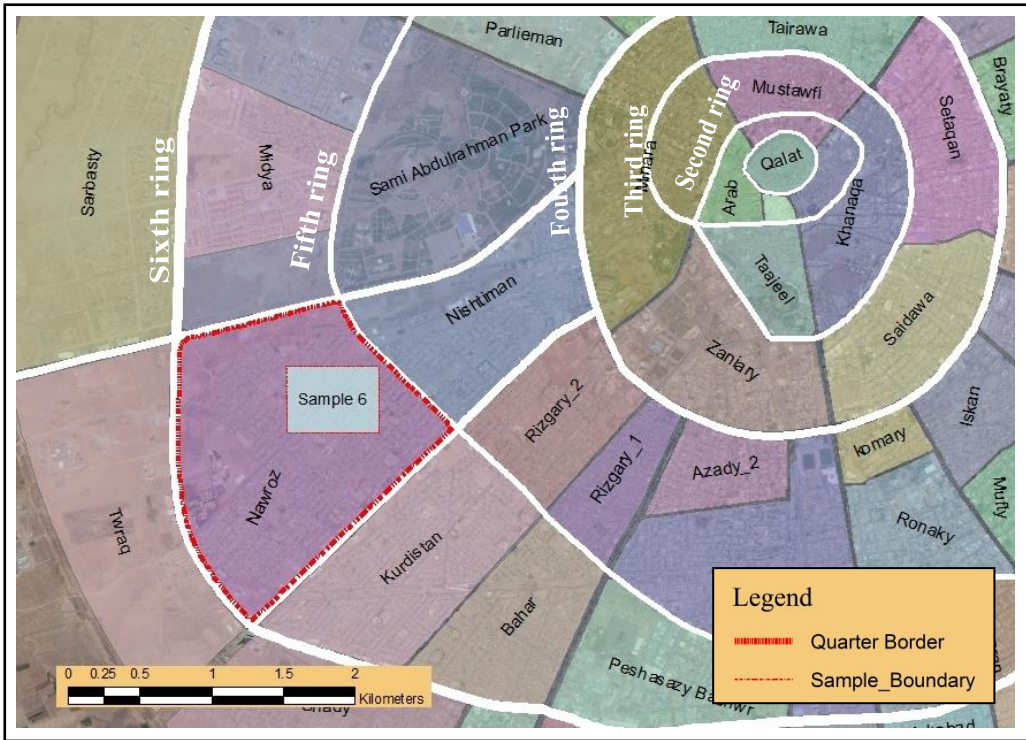 Parlieman
Tairawa
Brayaty
Mustawfi
Setaqan
Sarbasty
Sixth ring
Midya
Fifth ring
Sami Abdulrahman Park
Fourth ring
Third ring
Second ring
Qalat
Arab
Khanaqa
Nishtiman
Taajeel
Saidawa
Zaniary
Sample 6
Rizgary_2
Iskan
komary
Rizgary_1
Azady_2
Nawroz
Mufty
Twraq
Kurdistan
Ronaky
Bahar
Legend
Quarter Border
Sample_Boundary
0 0.25 0.5 1 1.5 2
Kilometers
Peshasazy